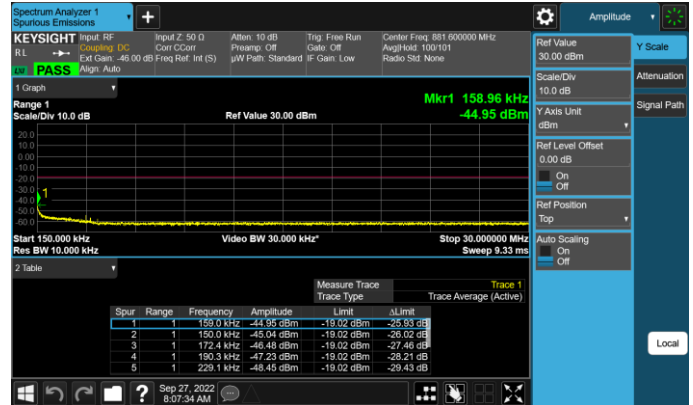 Spectrum Analyzer 1
Spurious Emissions
Amplitude
KEYSIGHT Input: RF
RL
Coupling: DC
Ext Gain: -46.00 dB
Align: Auto
LXI PASS
Input Z: 50 Ω
Corr CCorr
Freq Ref: Int (S)
Atten: 10 dB
Preamp: Off
µW Path: Standard
Trig: Free Run
Gate: Off
IF Gain: Low
Center Freq: 881.600000 MHz
Avg|Hold: 100/101
Radio Std: None
1 Graph
Range 1
Scale/Div 10.0 dB
Ref Value 30.00 dBm
Mkr1 158.96 kHz
-44.95 dBm
20.0
10.0
0.00
-10.0
-20.0
-30.0
-40.0
-50.0
-60.0
1
Start 150.000 kHz
Res BW 10.000 kHz
Video BW 30.000 kHz*
Stop 30.000000 MHz
Sweep 9.33 ms
2 Table
Measure Trace Trace 1
Trace Type Trace Average (Active)
Spur Range Frequency Amplitude Limit ΔLimit
1 1 159.0 kHz -44.95 dBm -19.02 dBm -25.93 dB
2 1 150.0 kHz -45.04 dBm -19.02 dBm -26.02 dB
3 1 172.4 kHz -46.48 dBm -19.02 dBm -27.46 dB
4 1 190.3 kHz -47.23 dBm -19.02 dBm -28.21 dB
5 1 229.1 kHz -48.45 dBm -19.02 dBm -29.43 dB
Ref Value
30.00 dBm
Scale/Div
10.0 dB
Y Axis Unit
dBm
Ref Level Offset
0.00 dB
On
Off
Ref Position
Top
Auto Scaling
On
Off
Y Scale
Attenuation
Signal Path
Local
?
Sep 27, 2022
8:07:34 AM